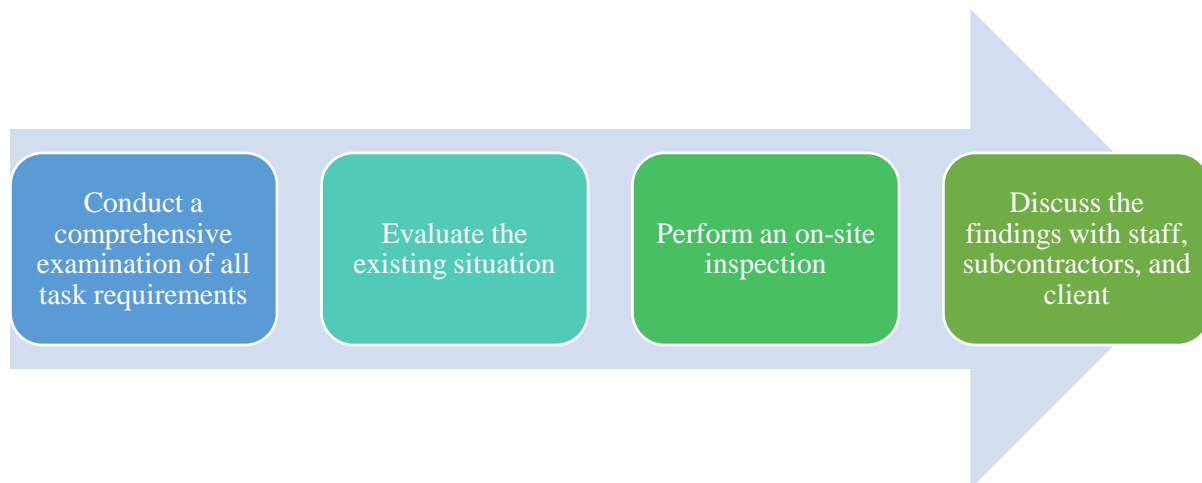 Conduct a
comprehensive
examination of all
task requirements
Evaluate the
existing situation
Perform an on-site
inspection
Discuss the
findings with staff,
subcontractors, and
client